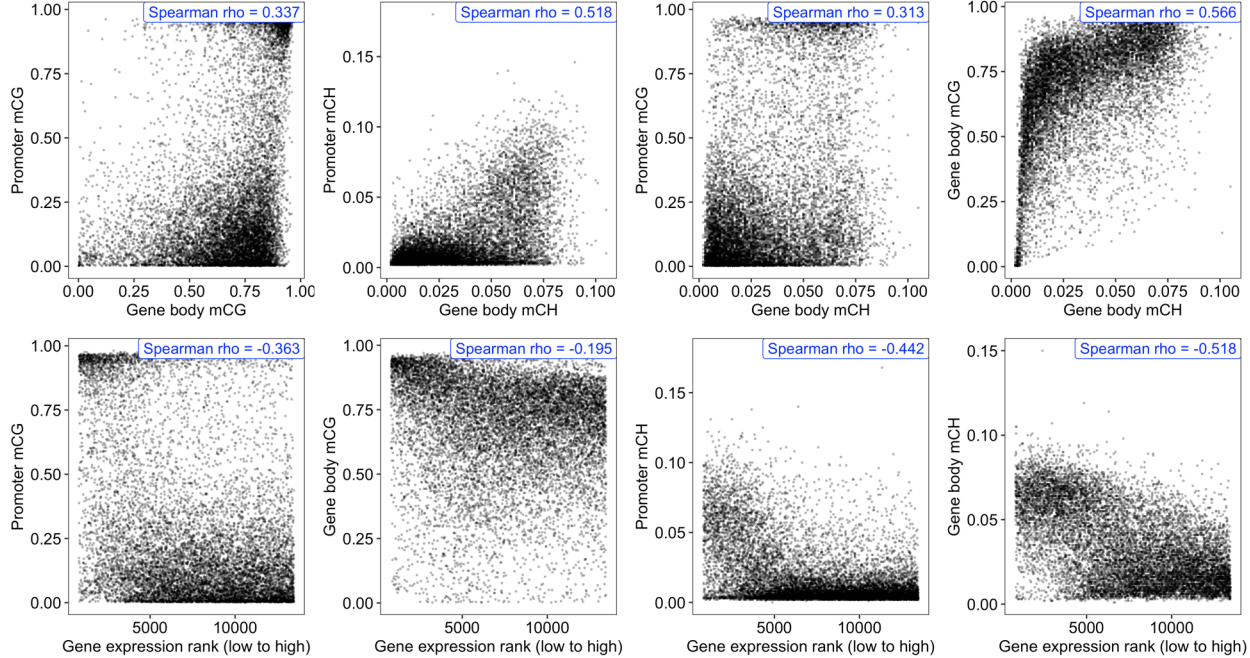 Spearman rho = 0.337
Promoter mCG
1.00
0.75
0.50
0.25
0.00
0.00 0.25 0.50 0.75 1.00
Gene body mCG
Spearman rho = 0.518
Promoter mCH
0.15
0.10
0.05
0.00
0.000 0.025 0.050 0.075 0.100
Gene body mCH
Spearman rho = 0.313
Promoter mCG
1.00
0.75
0.50
0.25
0.00
0.000 0.025 0.050 0.075 0.100
Gene body mCH
Spearman rho = 0.566
Gene body mCG
1.00
0.75
0.50
0.25
0.00
0.000 0.025 0.050 0.075 0.100
Gene body mCH
Spearman rho = -0.363
Promoter mCG
1.00
0.75
0.50
0.25
0.00
5000 10000
Gene expression rank (low to high)
Spearman rho = -0.195
Gene body mCG
1.00
0.75
0.50
0.25
0.00
5000 10000
Gene expression rank (low to high)
Spearman rho = -0.442
Promoter mCH
0.15
0.10
0.05
0.00
5000 10000
Gene expression rank (low to high)
Spearman rho = -0.518
Gene body mCH
0.15
0.10
0.05
0.00
5000 10000
Gene expression rank (low to high)